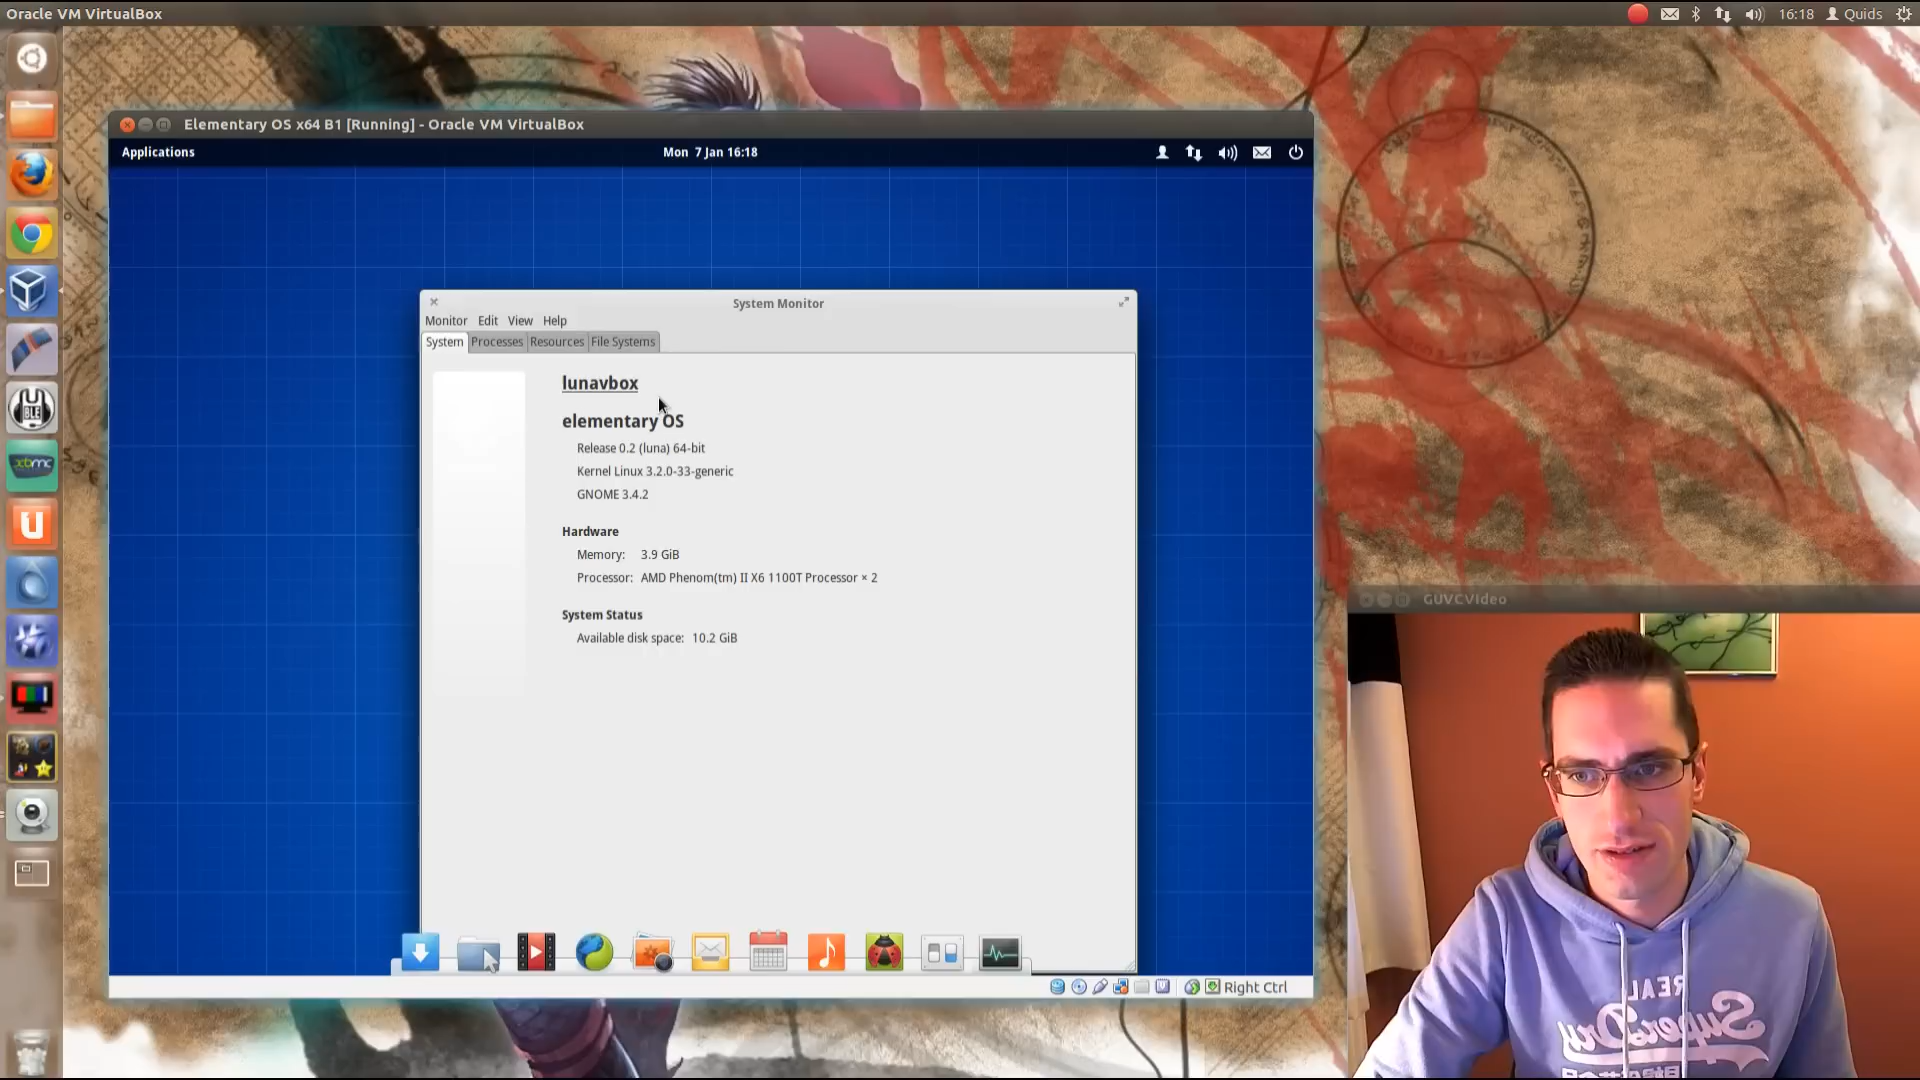 Oracle VM VirtualBox
16:18 Quids
Elementary OS x64 B1 [Running] - Oracle VM VirtualBox
Applications
Mon 7 Jan 16:18
System Monitor
Monitor Edit View Help
System Processes Resources File Systems
lunavbox
elementary OS
Release 0.2 (luna) 64-bit
Kernel Linux 3.2.0-33-generic
GNOME 3.4.2
Hardware
Memory: 3.9 GiB
Processor: AMD Phenom(tm) II X6 1100T Processor × 2
System Status
Available disk space: 10.2 GiB
Right Ctrl
BLE
xbmc
GUVCVideo
REAL
SuperDry